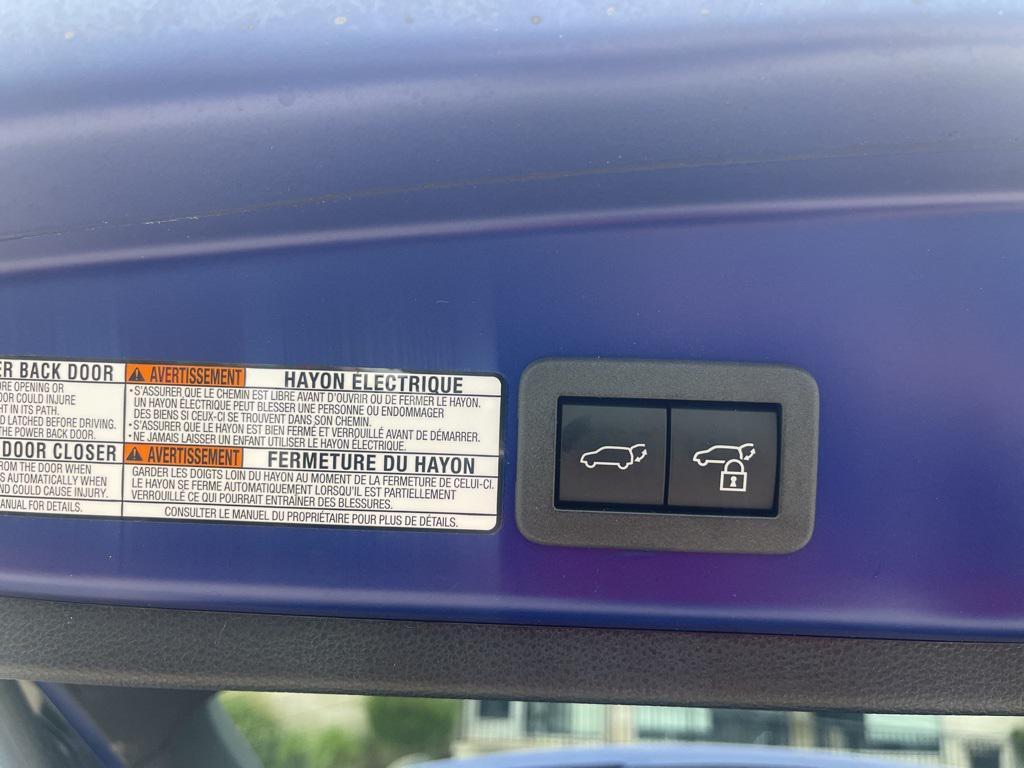 ER BACK DOOR
ORE OPENING OR
DOOR COULD INJURE
HT IN ITS PATH.
D LATCHED BEFORE DRIVING.
THE POWER BACK DOOR.
DOOR CLOSER
FROM THE DOOR WHEN
S AUTOMATICALLY WHEN
ND COULD CAUSE INJURY.
ANUAL FOR DETAILS.
AVERTISSEMENT HAYON ÉLECTRIQUE
•S'ASSURER QUE LE CHEMIN EST LIBRE AVANT D'OUVRIR OU DE FERMER LE HAYON.
UN HAYON ÉLECTRIQUE PEUT BLESSER UNE PERSONNE OU ENDOMMAGER
DES BIENS SI CEUX-CI SE TROUVENT DANS SON CHEMIN.
•S'ASSURER QUE LE HAYON EST BIEN FERMÉ ET VERROUILLÉ AVANT DE DÉMARRER.
•NE JAMAIS LAISSER UN ENFANT UTILISER LE HAYON ÉLECTRIQUE.
AVERTISSEMENT FERMETURE DU HAYON
GARDER LES DOIGTS LOIN DU HAYON AU MOMENT DE LA FERMETURE DE CELUI-CI.
LE HAYON SE FERME AUTOMATIQUEMENT LORSQU'IL EST PARTIELLEMENT
VERROUILLÉ CE QUI POURRAIT ENTRAÎNER DES BLESSURES.
CONSULTER LE MANUEL DU PROPRIÉTAIRE POUR PLUS DE DÉTAILS.